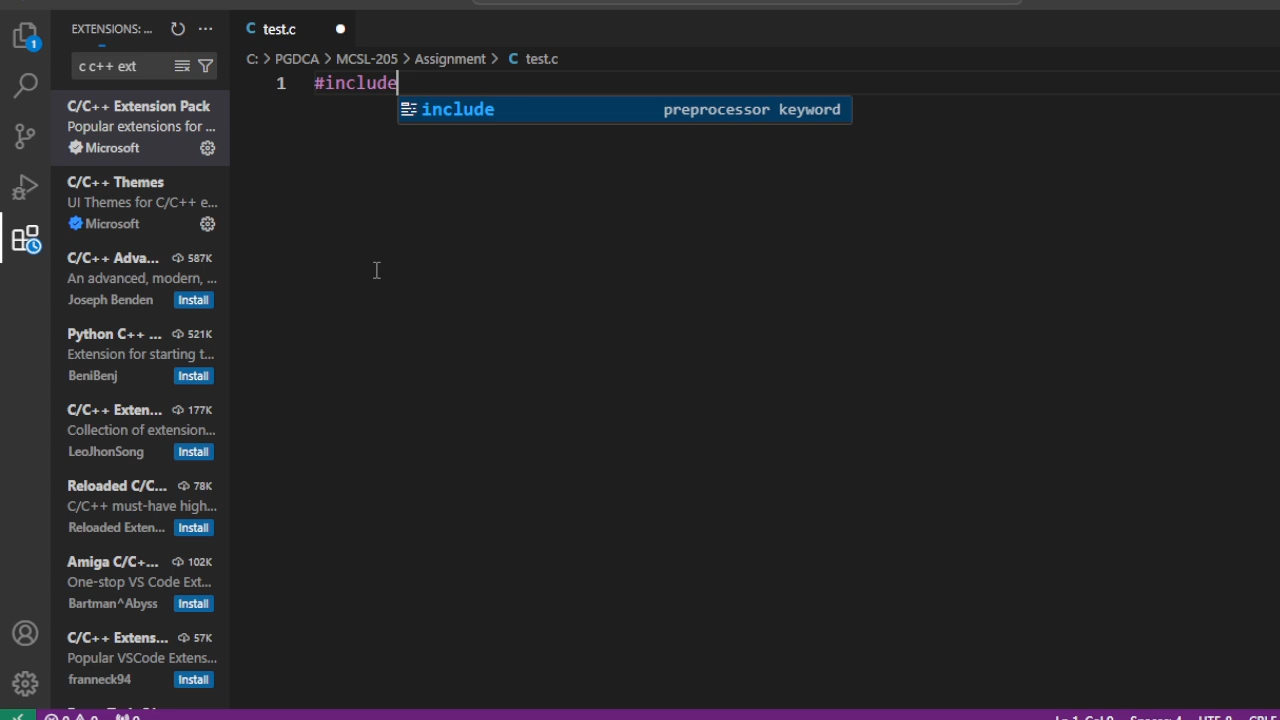 EXTENSIONS: ...
test.c
c c++ ext
C: > PGDCA > MCSL-205 > Assignment > C test.c
1 #include
include preprocessor keyword
C/C++ Extension Pack
Popular extensions for ...
Microsoft
C/C++ Themes
UI Themes for C/C++ e...
Microsoft
C/C++ Adva... 587K
An advanced, modern, ...
Joseph Benden Install
Python C++ ... 521K
Extension for starting t...
BeniBenj Install
C/C++ Exten... 177K
Collection of extension...
LeoJhonSong Install
Reloaded C/C... 78K
C/C++ must-have high...
Reloaded Exten... Install
Amiga C/C+... 102K
One-stop VS Code Ext...
Bartman^Abyss Install
C/C++ Extens... 57K
Popular VSCode Extens...
franneck94 Install